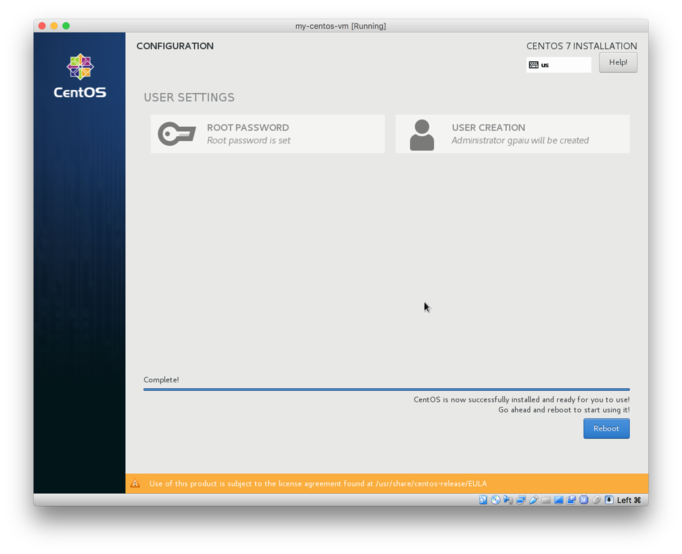 my-centos-vm [Running]
CONFIGURATION
CENTOS 7 INSTALLATION
us
Help!
CentOS
USER SETTINGS
ROOT PASSWORD
Root password is set
USER CREATION
Administrator gpaiu will be created
Complete!
CentOS is now successfully installed and ready for you to use!
Go ahead and reboot to start using it!
Reboot
Use of this product is subject to the license agreement found at /usr/share/centos-release/EULA
Left ⌘